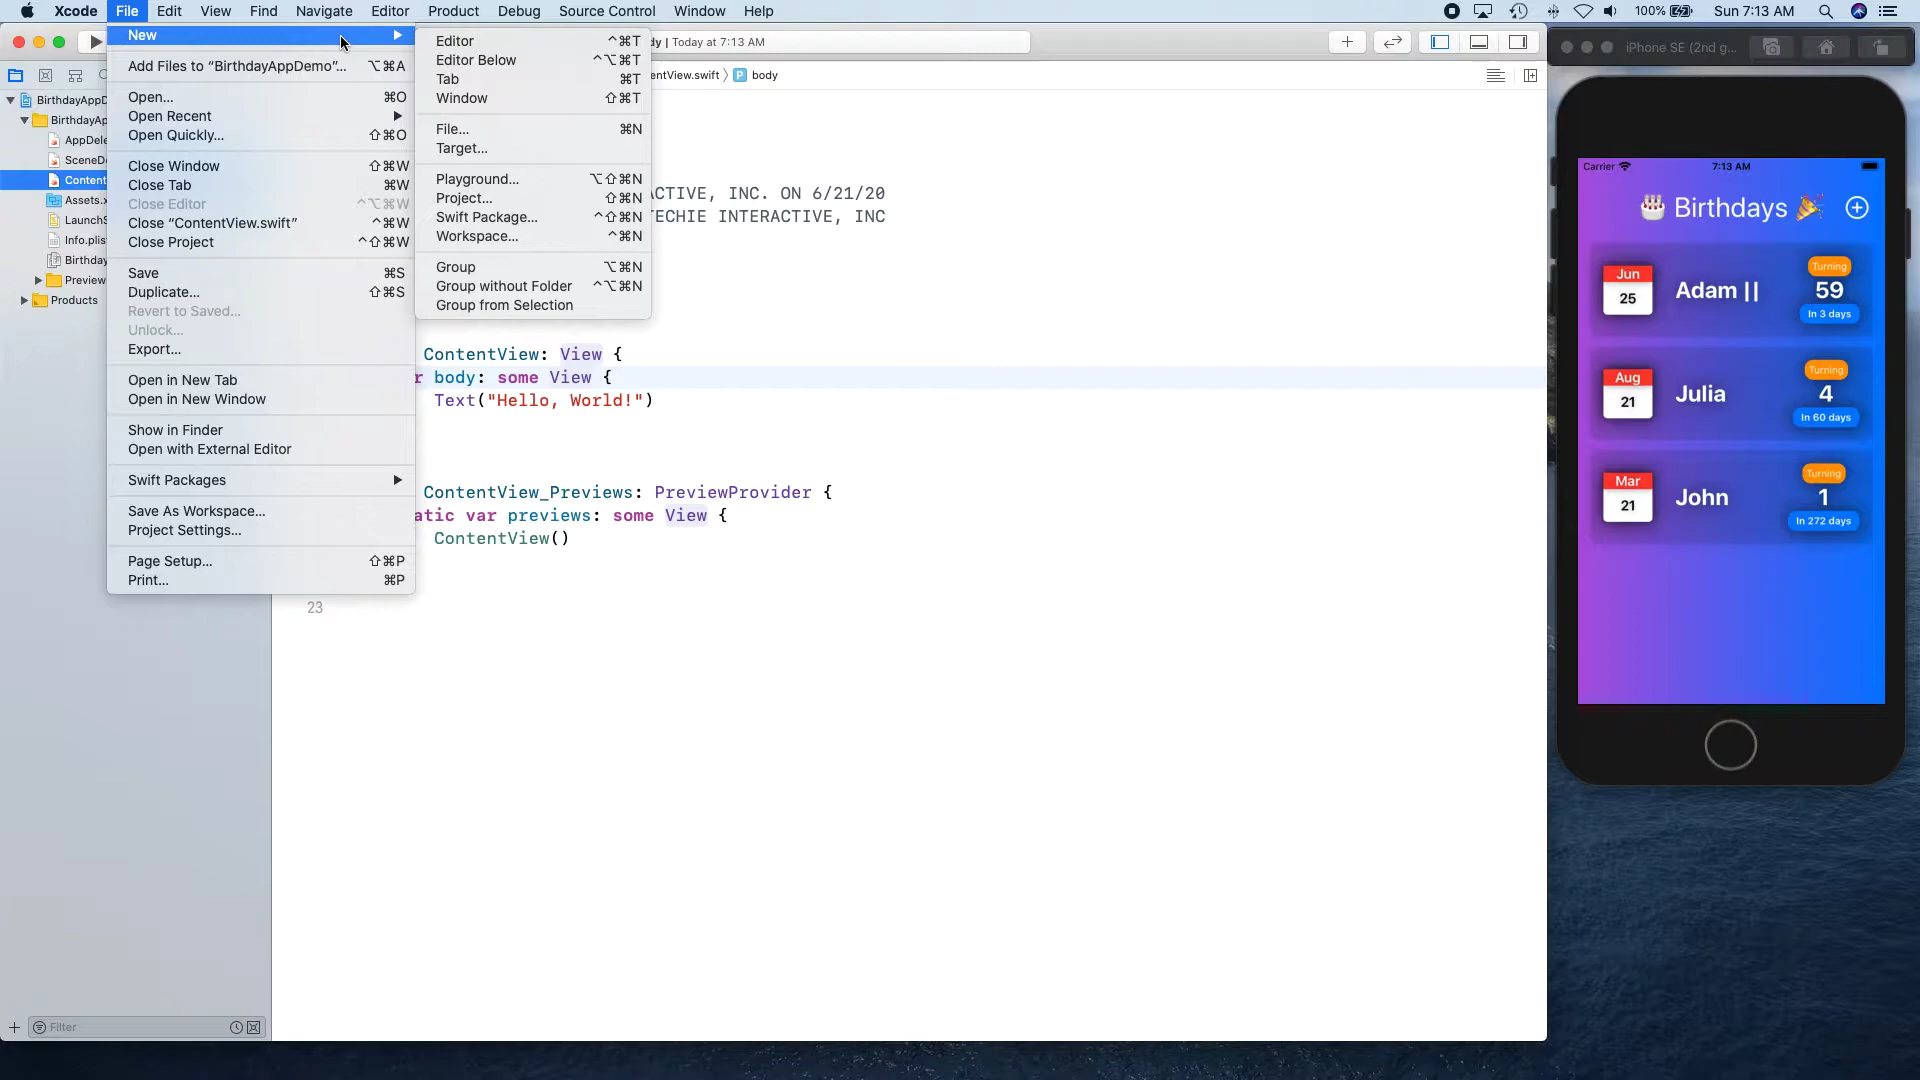 Xcode File Edit View Find Navigate Editor Product Debug Source Control Window Help 100% Sun 7:13 AM
New
Add Files to “BirthdayAppDemo”... ⌥⌘A
Open... ⌘O
Open Recent
Open Quickly... ⇧⌘O
Close Window ⇧⌘W
Close Tab ⌘W
Close Editor ^⌥⌘W
Close “ContentView.swift” ^⌘W
Close Project ^⇧⌘W
Save ⌘S
Duplicate... ⇧⌘S
Revert to Saved...
Unlock...
Export...
Open in New Tab
Open in New Window
Show in Finder
Open with External Editor
Swift Packages
Save As Workspace...
Project Settings...
Page Setup... ⇧⌘P
Print... ⌘P
Editor ^⌘T
Editor Below ^⌥⌘T
Tab ⌘T
Window ⇧⌘T
File... ⌘N
Target...
Playground... ⌥⇧⌘N
Project... ⇧⌘N
Swift Package... ^⇧⌘N
Workspace... ^⌘N
Group ⌥⌘N
Group without Folder ^⌥⌘N
Group from Selection
dy | Today at 7:13 AM
entView.swift 〉 P body
BirthdayAppD
BirthdayAp
AppDele
SceneDe
Content
Assets.x
LaunchS
Info.plis
Birthday
Preview
Products
Filter
ACTIVE, INC. ON 6/21/20
TECHIE INTERACTIVE, INC
ContentView: View {
r body: some View {
Text("Hello, World!")
ContentView_Previews: PreviewProvider {
atic var previews: some View {
ContentView()
23
iPhone SE (2nd g...
Carrier 7:13 AM
🎂 Birthdays 🎉
Jun
25
Adam ||
Turning
59
In 3 days
Aug
21
Julia
Turning
4
In 60 days
Mar
21
John
Turning
1
In 272 days